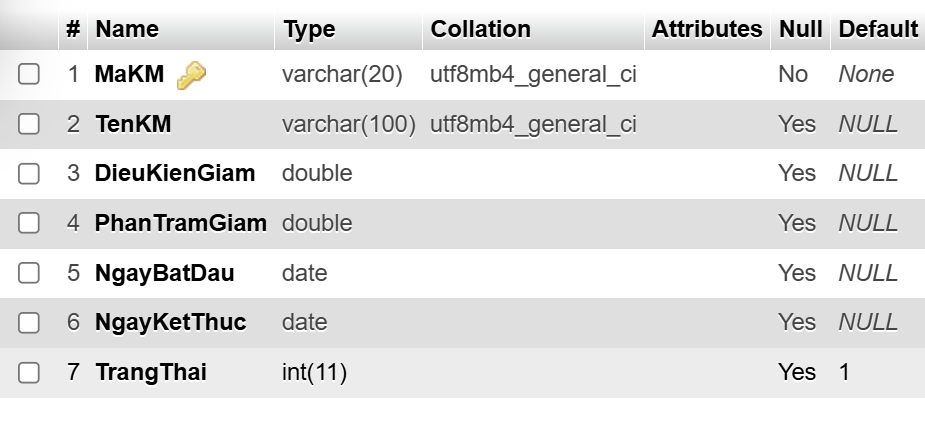 # Name Type Collation Attributes Null Default
1 MaKM varchar(20) utf8mb4_general_ci No None
2 TenKM varchar(100) utf8mb4_general_ci Yes NULL
3 DieuKienGiam double Yes NULL
4 PhanTramGiam double Yes NULL
5 NgayBatDau date Yes NULL
6 NgayKetThuc date Yes NULL
7 TrangThai int(11) Yes 1